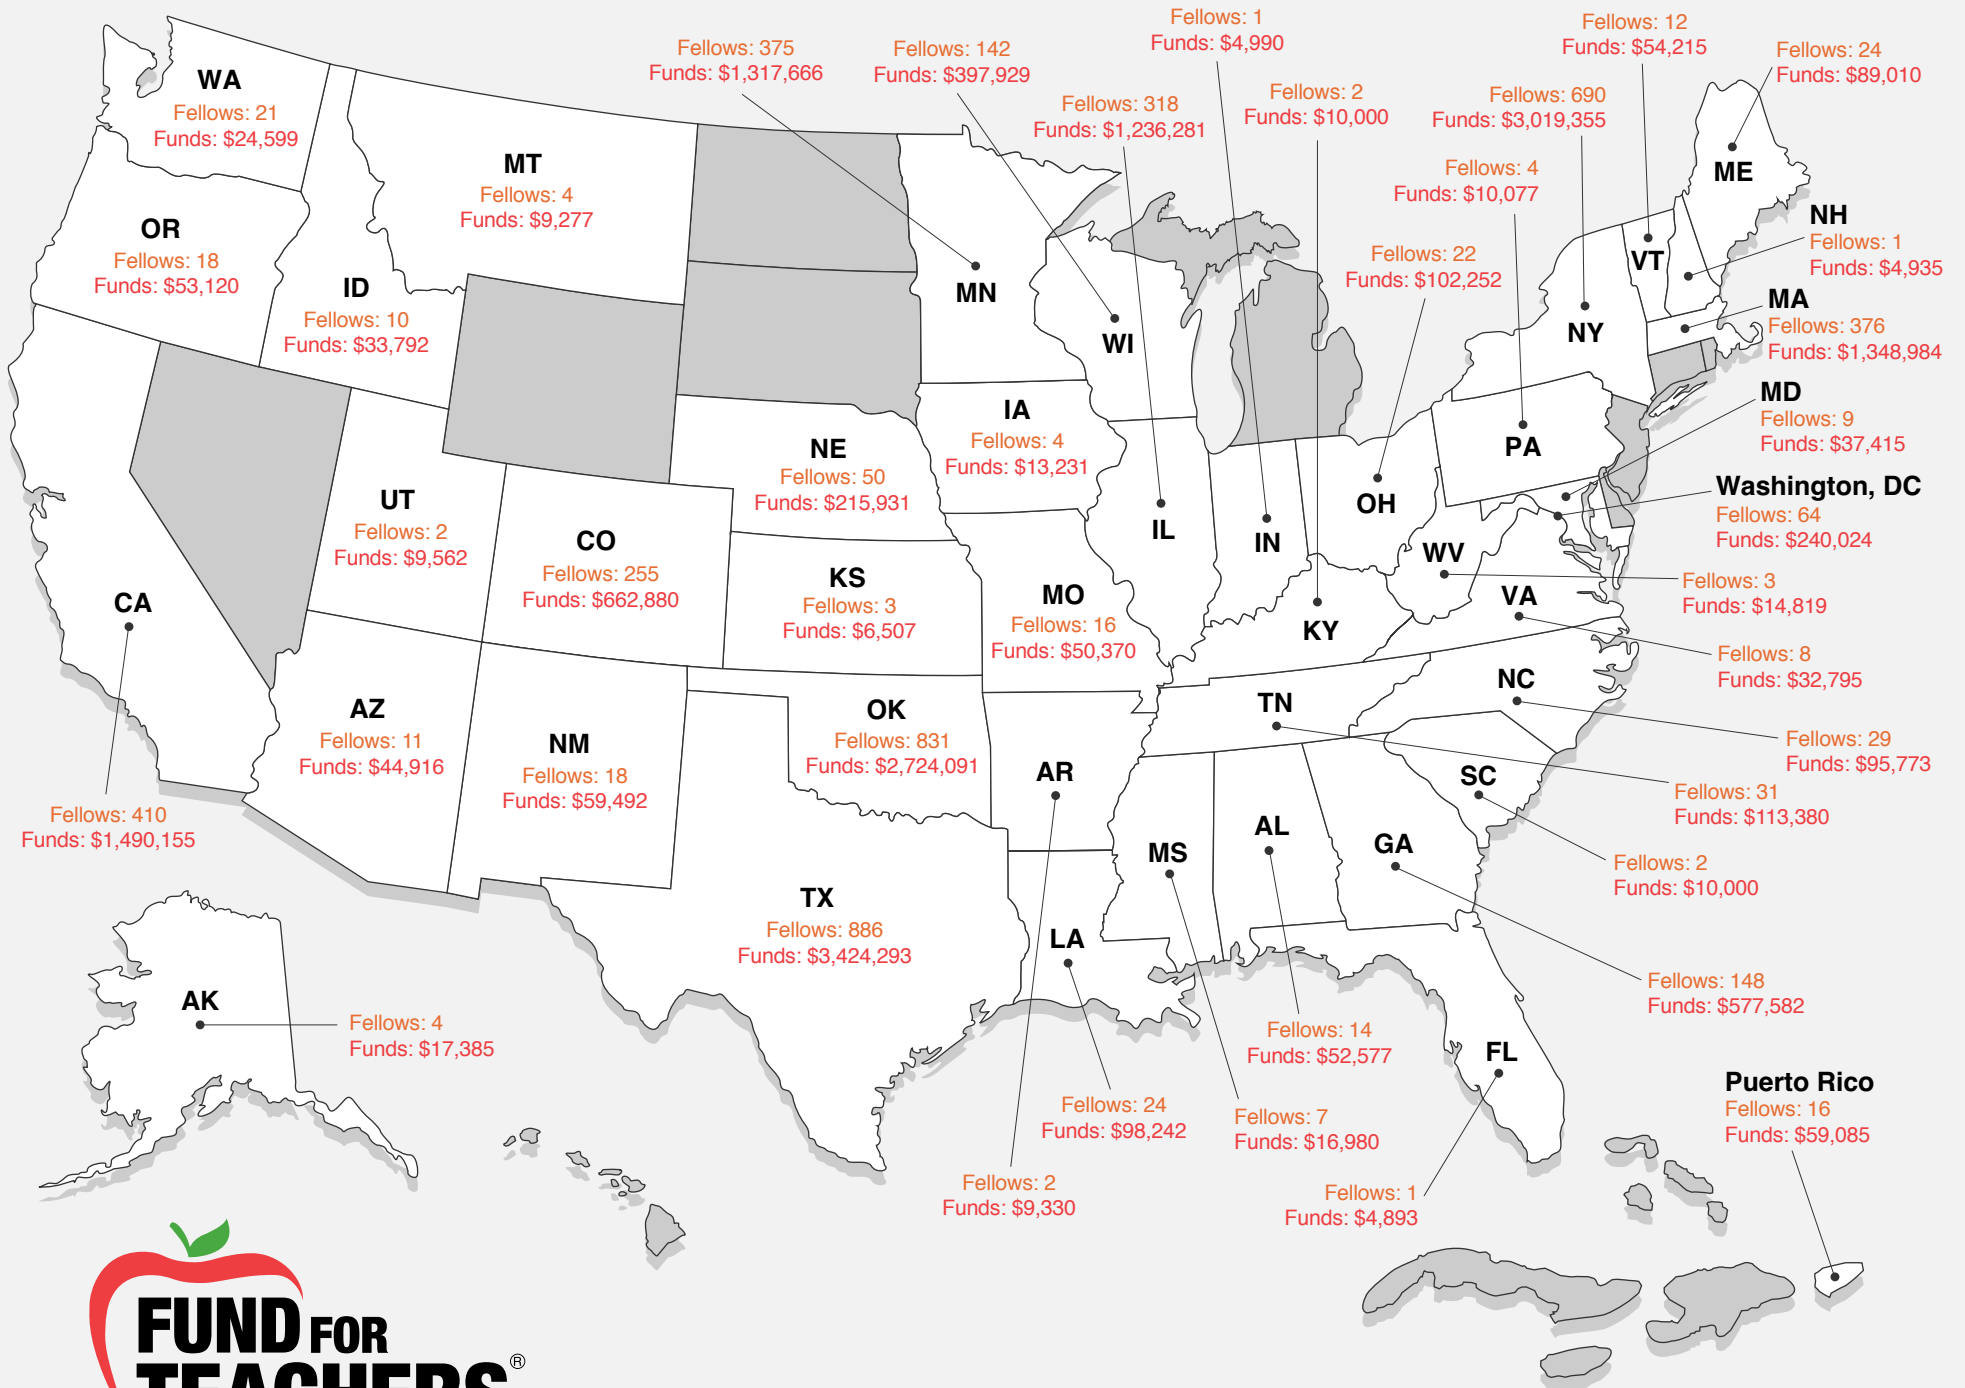 Fellows: 1
Funds: $4,990
Fellows: 12
Funds: $54,215
Fellows: 375
Funds: $1,317,666
Fellows: 142
Funds: $397,929
Fellows: 24
Funds: $89,010
WA
Fellows: 21
Funds: $24,599
Fellows: 318
Funds: $1,236,281
Fellows: 2
Funds: $10,000
Fellows: 690
Funds: $3,019,355
MT
Fellows: 4
Funds: $9,277
Fellows: 4
Funds: $10,077
ME
OR
Fellows: 18
Funds: $53,120
NH
Fellows: 1
Funds: $4,935
Fellows: 22
Funds: $102,252
VT
ID
Fellows: 10
Funds: $33,792
MN
WI
NY
MA
Fellows: 376
Funds: $1,348,984
IA
Fellows: 4
Funds: $13,231
MD
Fellows: 9
Funds: $37,415
NE
Fellows: 50
Funds: $215,931
PA
UT
Fellows: 2
Funds: $9,562
Washington, DC
Fellows: 64
Funds: $240,024
CO
Fellows: 255
Funds: $662,880
IL
IN
OH
WV
Fellows: 3
Funds: $14,819
KS
Fellows: 3
Funds: $6,507
CA
MO
Fellows: 16
Funds: $50,370
KY
VA
Fellows: 8
Funds: $32,795
AZ
Fellows: 11
Funds: $44,916
NM
Fellows: 18
Funds: $59,492
OK
Fellows: 831
Funds: $2,724,091
TN
NC
Fellows: 29
Funds: $95,773
AR
SC
Fellows: 31
Funds: $113,380
Fellows: 410
Funds: $1,490,155
MS
AL
GA
Fellows: 2
Funds: $10,000
TX
Fellows: 886
Funds: $3,424,293
LA
Fellows: 148
Funds: $577,582
AK
Fellows: 4
Funds: $17,385
Fellows: 14
Funds: $52,577
FL
Fellows: 24
Funds: $98,242
Fellows: 7
Funds: $16,980
Puerto Rico
Fellows: 16
Funds: $59,085
Fellows: 2
Funds: $9,330
Fellows: 1
Funds: $4,893
FUND FOR
TEACHERS®